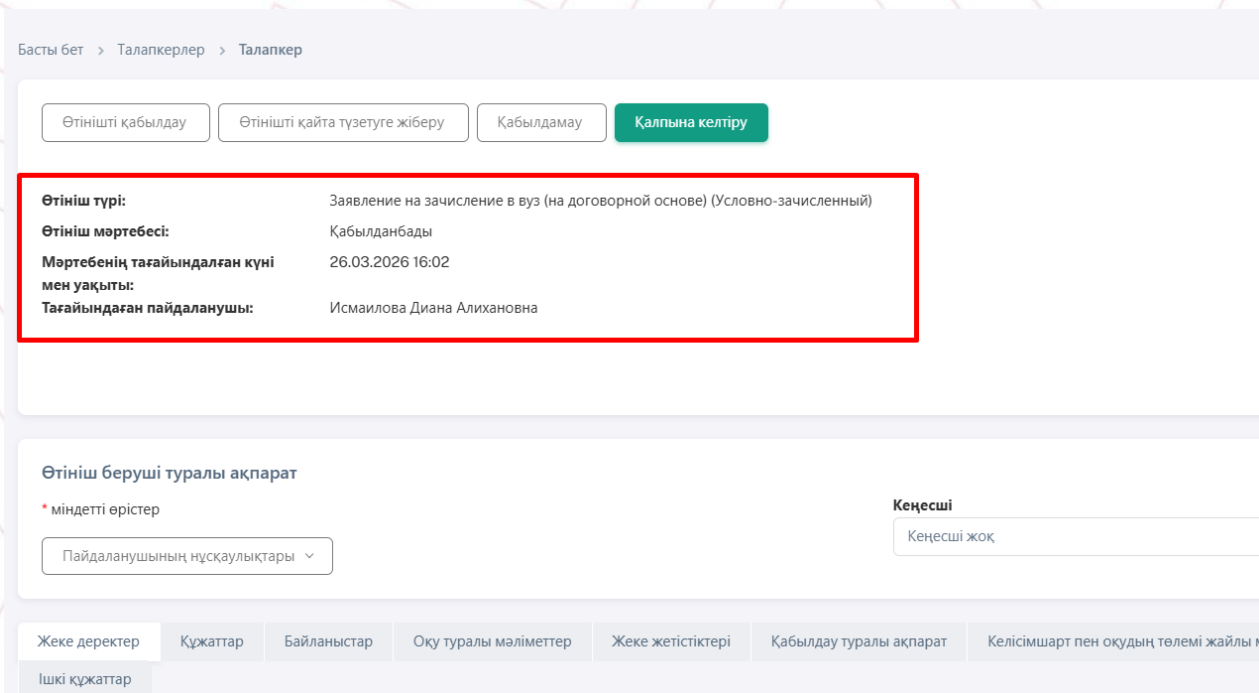 Басты бет > Талапкерлер > Талапкер
Өтінішті қабылдау Өтінішті қайта түзетуге жіберу Қабылдамау Қалпына келтіру
Өтініш түрі: Заявление на зачисление в вуз (на договорной основе) (Условно-зачисленный)
Өтініш мәртебесі: Қабылданбады
Мәртебенің тағайындалған күні 26.03.2026 16:02
мен уақыты:
Тағайындаған пайдаланушы: Исмаилова Диана Алихановна
Өтініш беруші туралы ақпарат
* міндетті өрістер
Кеңесші
Кеңесші жоқ
Пайдаланушының нұсқаулықтары
Жеке деректер Құжаттар Байланыстар Оқу туралы мәліметтер Жеке жетістіктері Қабылдау туралы ақпарат Келісімшарт пен оқудың төлемі жайлы
Ішкі құжаттар